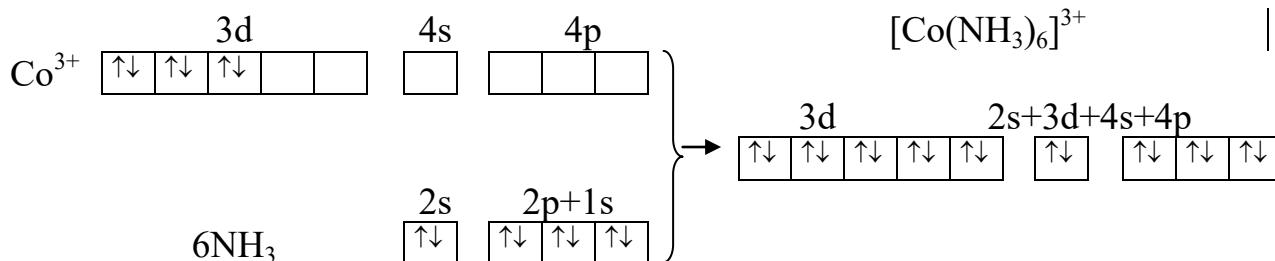 3d 4s 4p [Co(NH₃)₆]³⁺
Co³⁺ ↑↓ ↑↓ ↑↓
3d 2s+3d+4s+4p
↑↓ ↑↓ ↑↓ ↑↓ ↑↓ ↑↓ ↑↓ ↑↓ ↑↓
2s 2p+1s
6NH₃ ↑↓ ↑↓ ↑↓ ↑↓